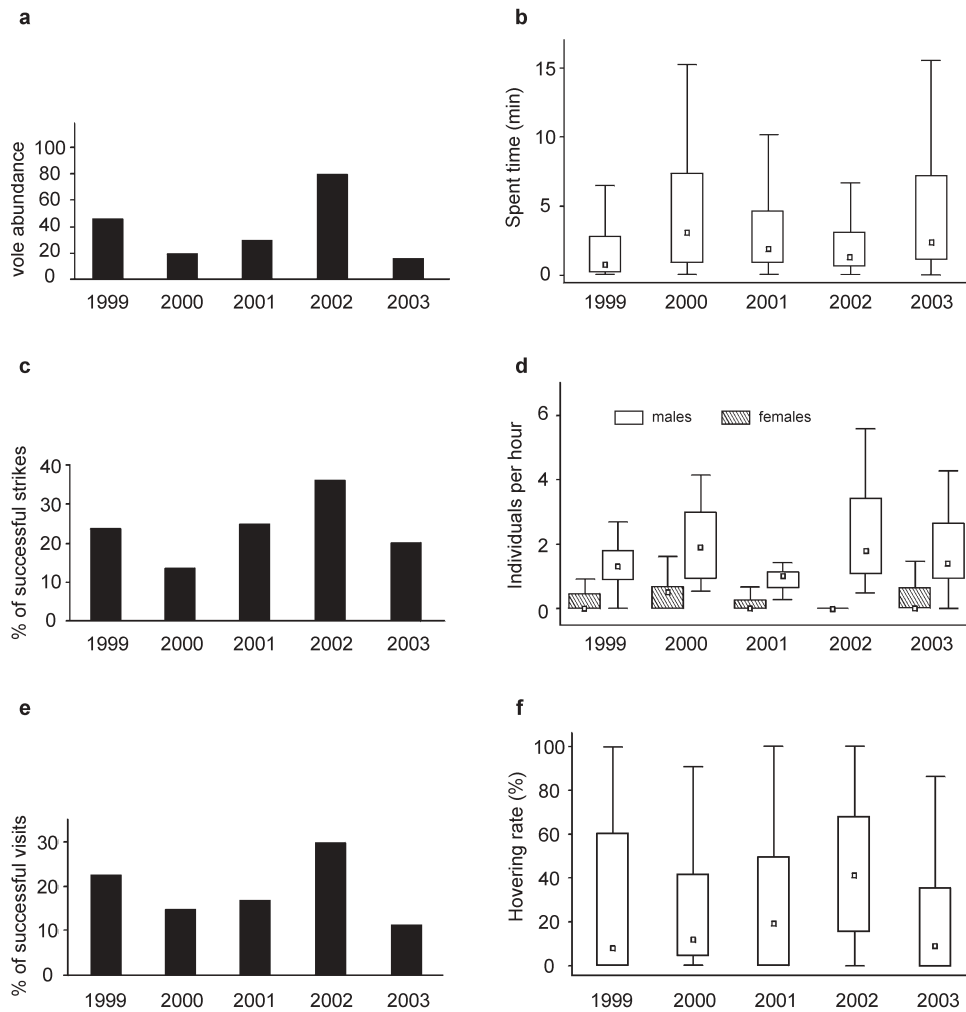 a
vole abundance
100
80
60
40
20
0
1999 2000 2001 2002 2003
b
Spent time (min)
15
10
5
0
1999 2000 2001 2002 2003
c
% of successful strikes
40
30
20
10
0
1999 2000 2001 2002 2003
d
Individuals per hour
6
4
2
0
males females
1999 2000 2001 2002 2003
e
% of successful visits
30
20
10
0
1999 2000 2001 2002 2003
f
Hovering rate (%)
100
80
60
40
20
0
1999 2000 2001 2002 2003